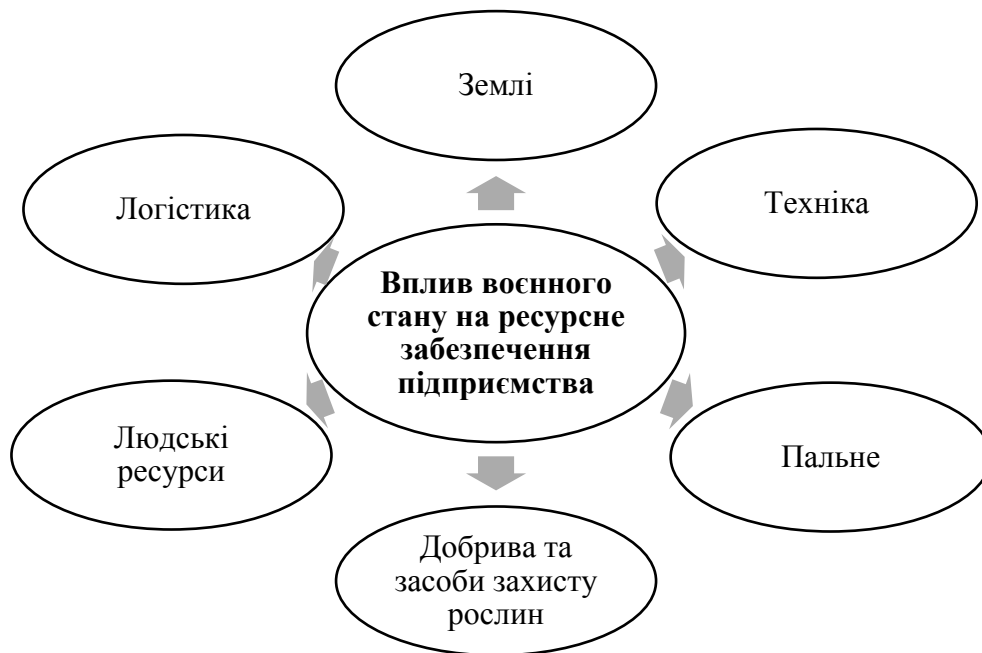 Землі
Логістика
Техніка
Вплив воєнного
стану на ресурсне
забезпечення
підприємства
Людські
ресурси
Пальне
Добрива та
засоби захисту
рослин